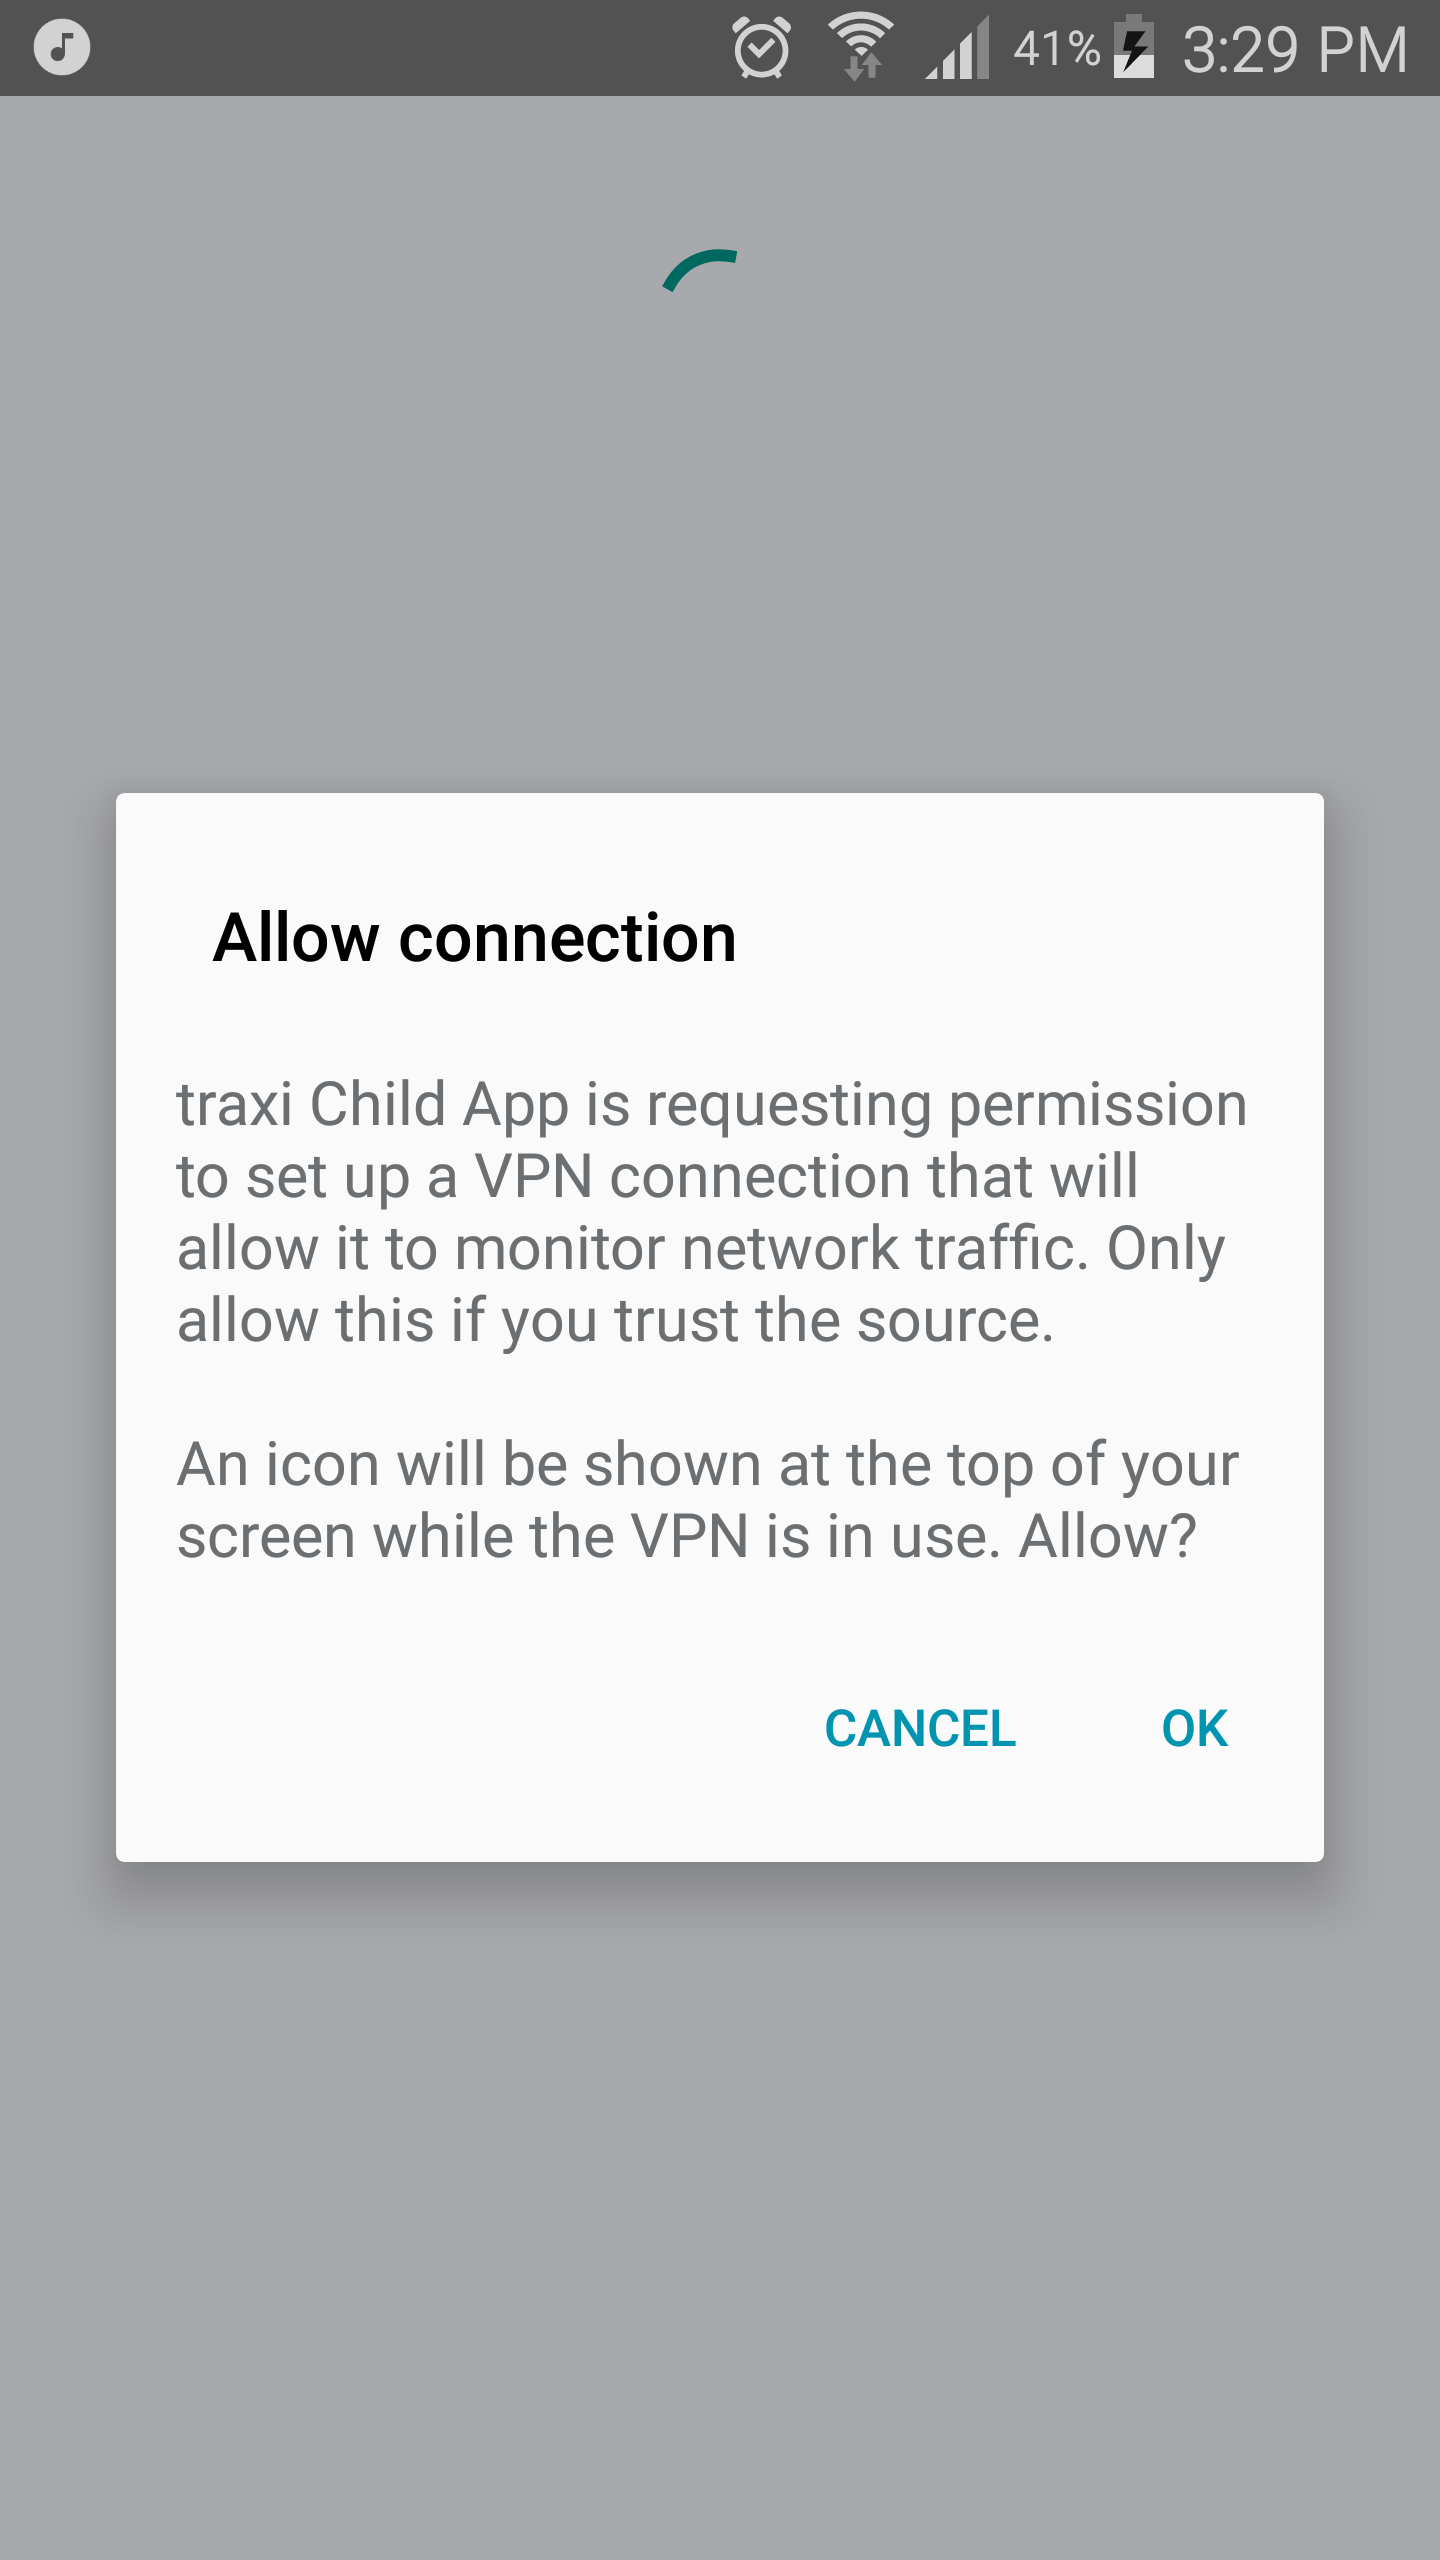 41% 3:29 PM
Allow connection
traxi Child App is requesting permission
to set up a VPN connection that will
allow it to monitor network traffic. Only
allow this if you trust the source.
An icon will be shown at the top of your
screen while the VPN is in use. Allow?
CANCEL OK